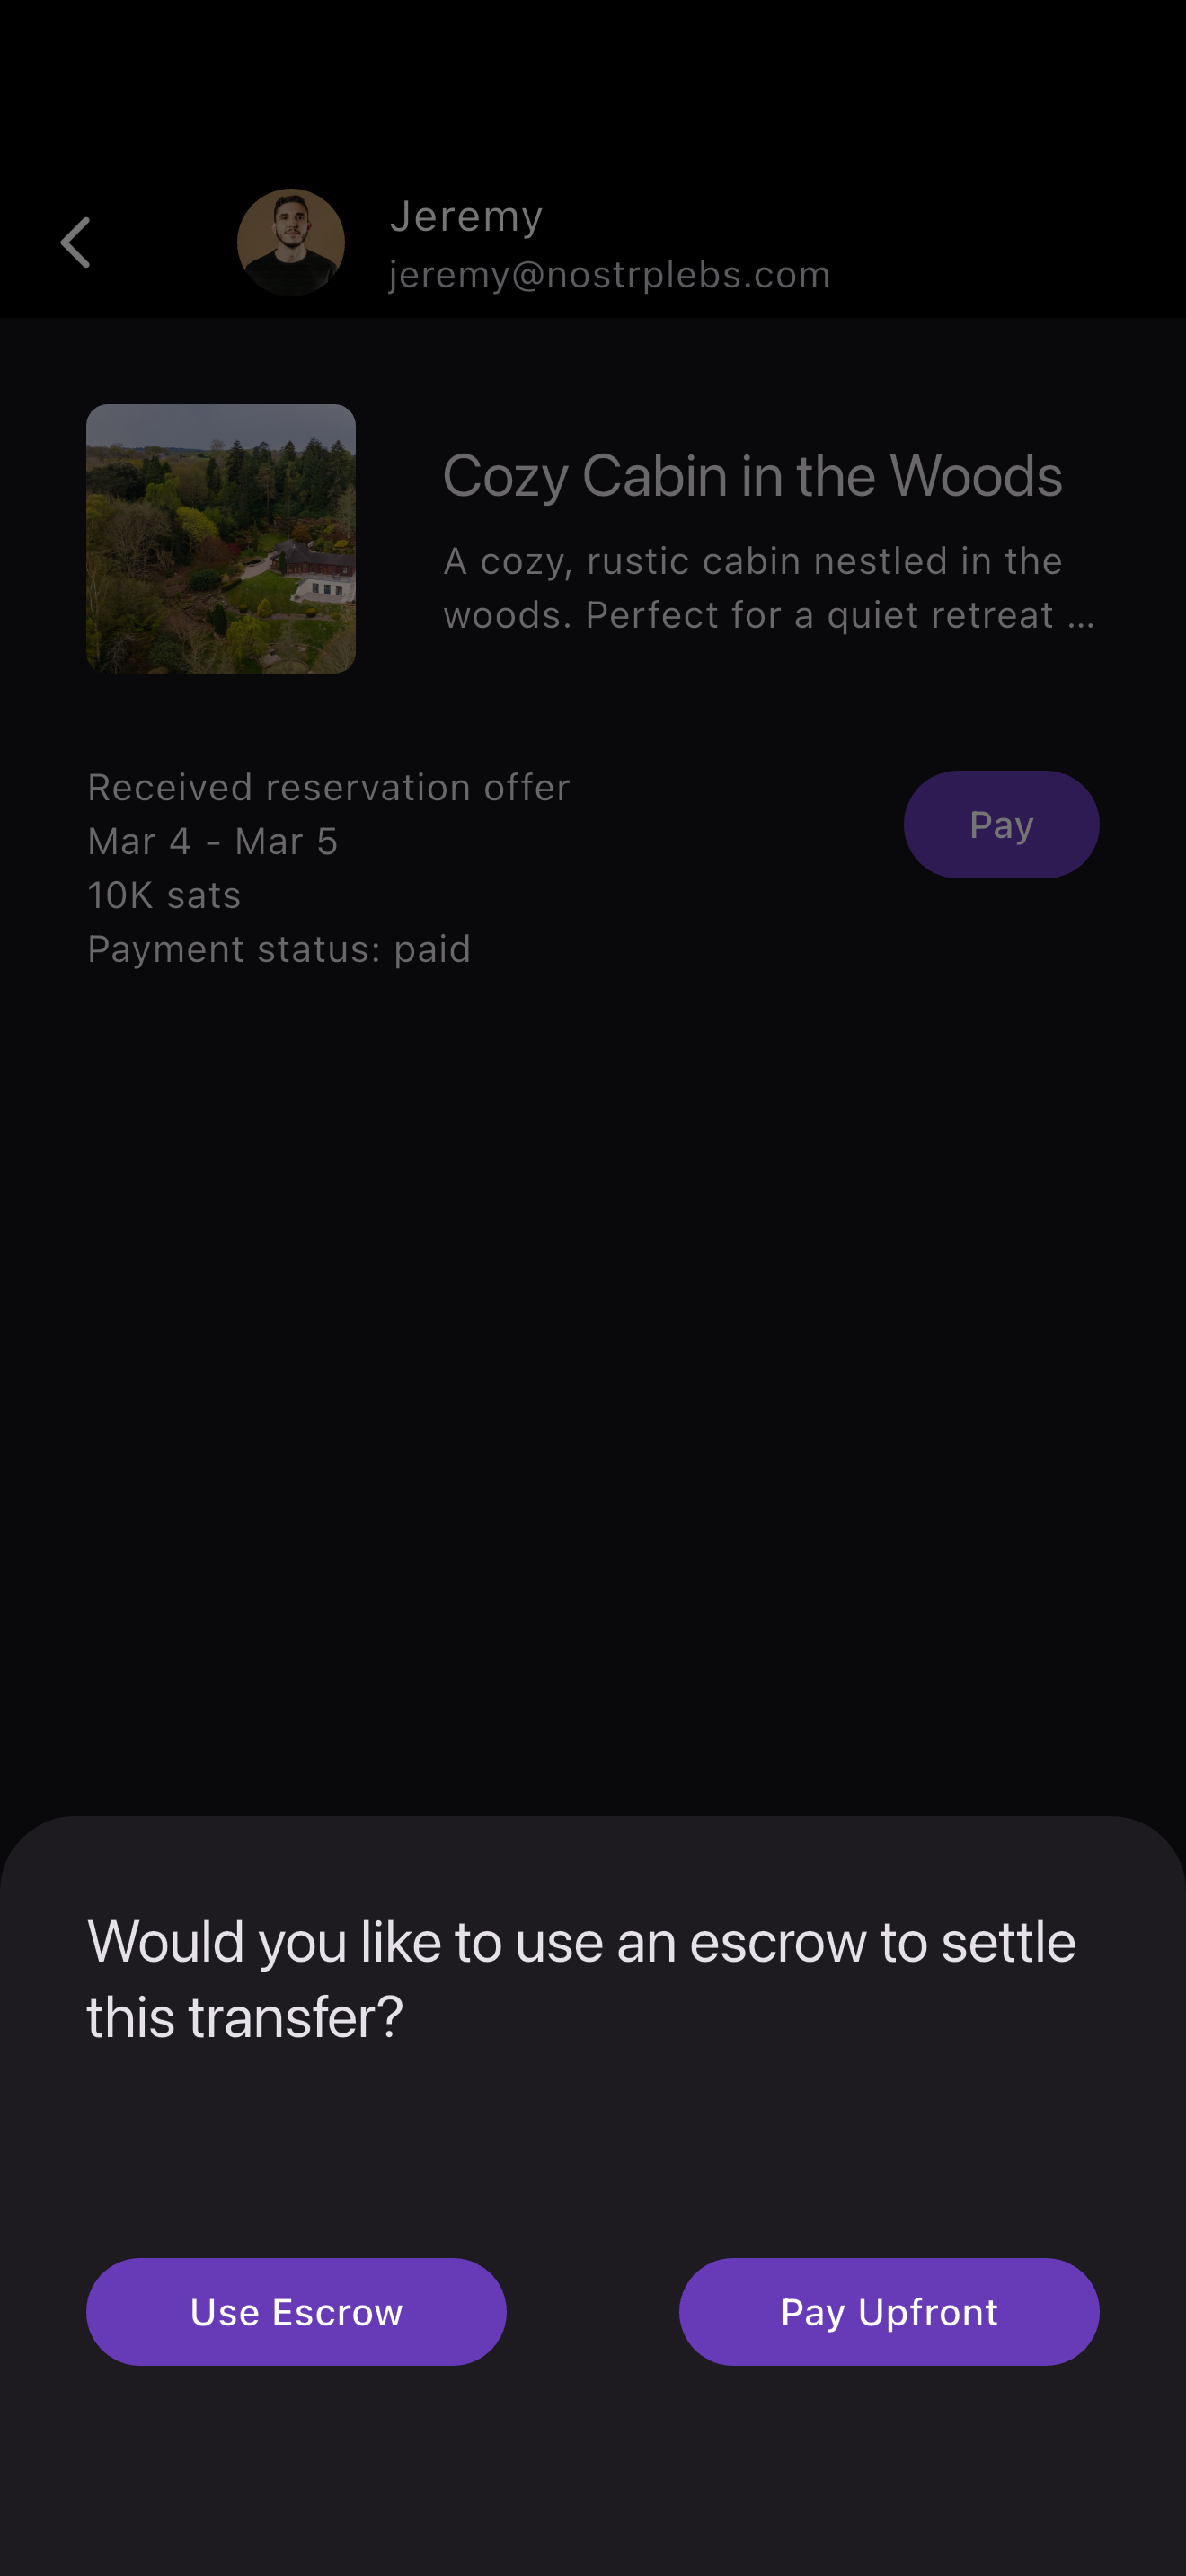 Jeremy
jeremy@nostrplebs.com
Cozy Cabin in the Woods
A cozy, rustic cabin nestled in the
woods. Perfect for a quiet retreat ...
Received reservation offer
Mar 4 - Mar 5
10K sats
Payment status: paid
Pay
Would you like to use an escrow to settle
this transfer?
Use Escrow
Pay Upfront